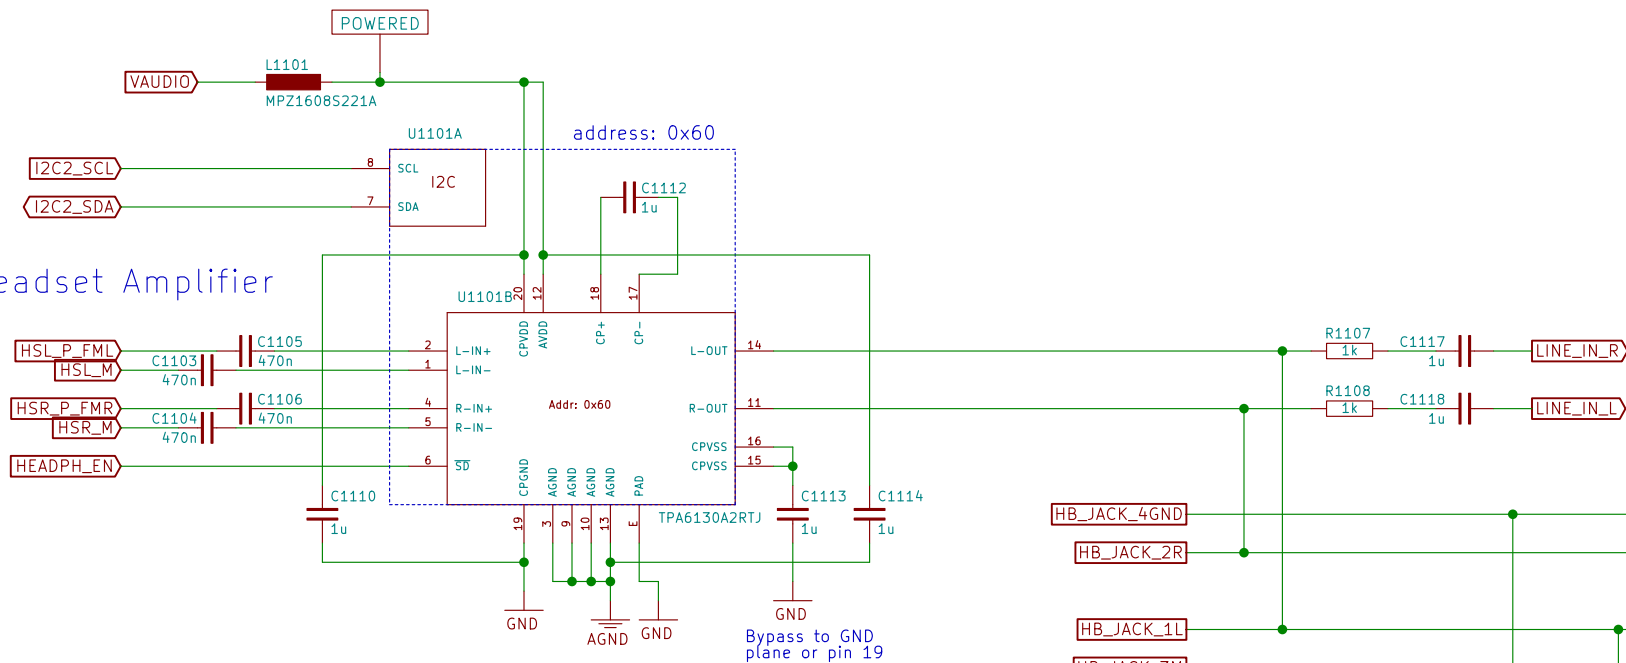 POWERED
L1101
VAUDIO
MPZ1608S221A
U1101A
address: 0x60
I2C2_SCL
8
SCL
I2C
I2C2_SDA
7
SDA
C1112
1u
eadset Amplifier
U1101B
20
12
18
17
CPVDD
AVDD
CP+
CP-
HSL_P_FML
C1105
470n
2
L-IN+
L-OUT
14
R1107
1k
C1117
1u
LINE_IN_R
HSL_M
C1103
470n
1
L-IN-
HSR_P_FMR
C1106
470n
4
R-IN+
Addr: 0x60
R-OUT
11
R1108
1k
C1118
1u
LINE_IN_L
HSR_M
C1104
470n
5
R-IN-
CPVSS
16
HEADPH_EN
6
SD
CPVSS
15
CPGND
AGND
AGND
AGND
AGND
PAD
C1110
1u
19
3
9
10
13
E
TPA6130A2RTJ
C1113
1u
C1114
1u
HB_JACK_4GND
HB_JACK_2R
GND
AGND
GND
GND
Bypass to GND
plane or pin 19
HB_JACK_1L